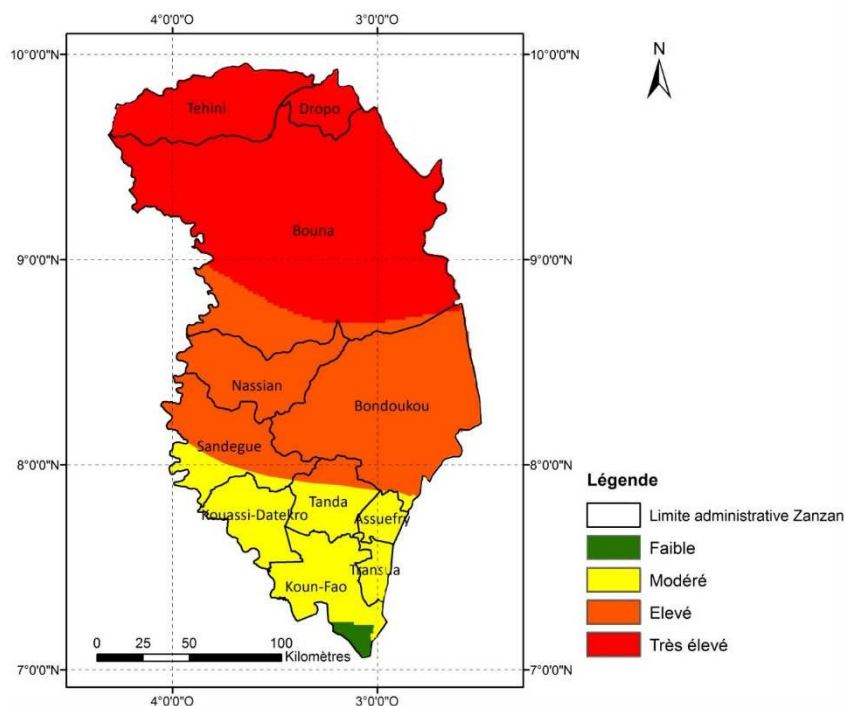 4°0'0"O 3°0'0"O
10°0'0"N 10°0'0"N
N
Tehini
Dropo
Bouna
9°0'0"N 9°0'0"N
Nassian
Bondoukou
Sandegue
8°0'0"N 8°0'0"N
Tanda
Kouassi-Datekro
Assuefry
Transua
Koun-Fao
Légende
Limite administrative Zanzan
Faible
Modéré
Elevé
Très élevé
0 25 50 100
Kilomètres
7°0'0"N 7°0'0"N
4°0'0"O 3°0'0"O